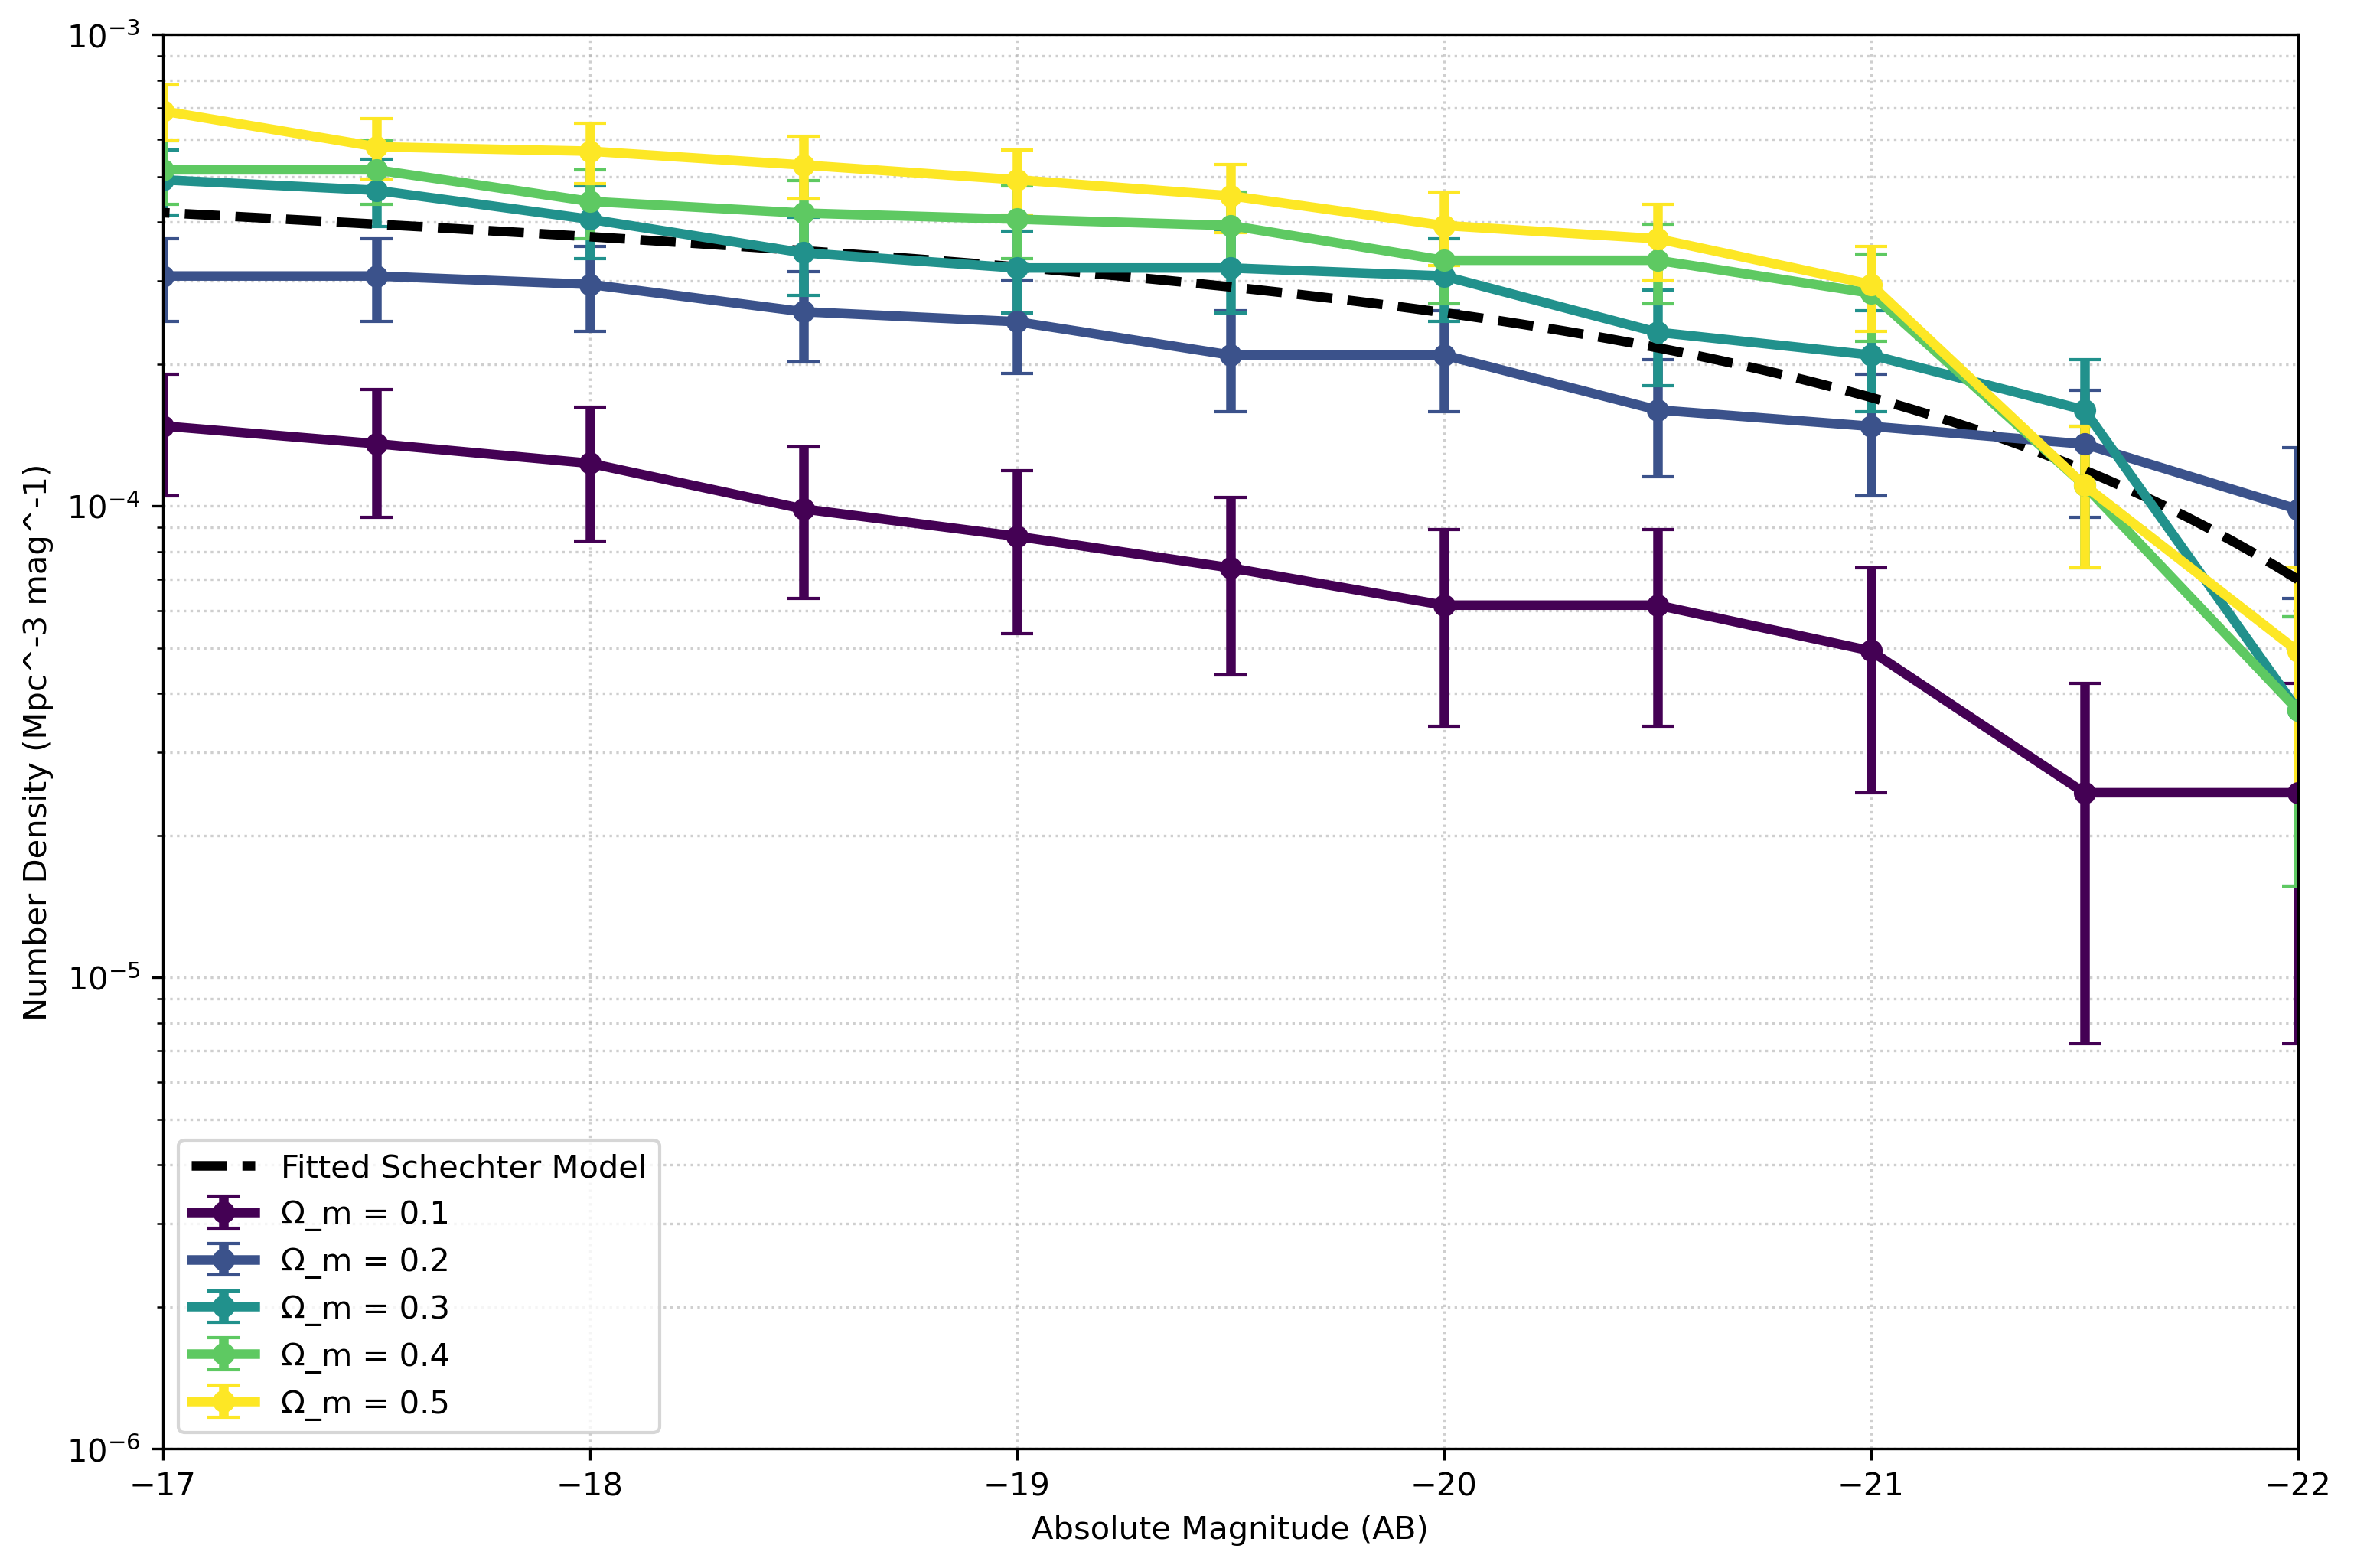 Number Density (Mpc^-3 mag^-1)
10⁻³
10⁻⁴
10⁻⁵
10⁻⁶
Fitted Schechter Model
Ω_m = 0.1
Ω_m = 0.2
Ω_m = 0.3
Ω_m = 0.4
Ω_m = 0.5
−17
−18
−19
−20
−21
−22
Absolute Magnitude (AB)